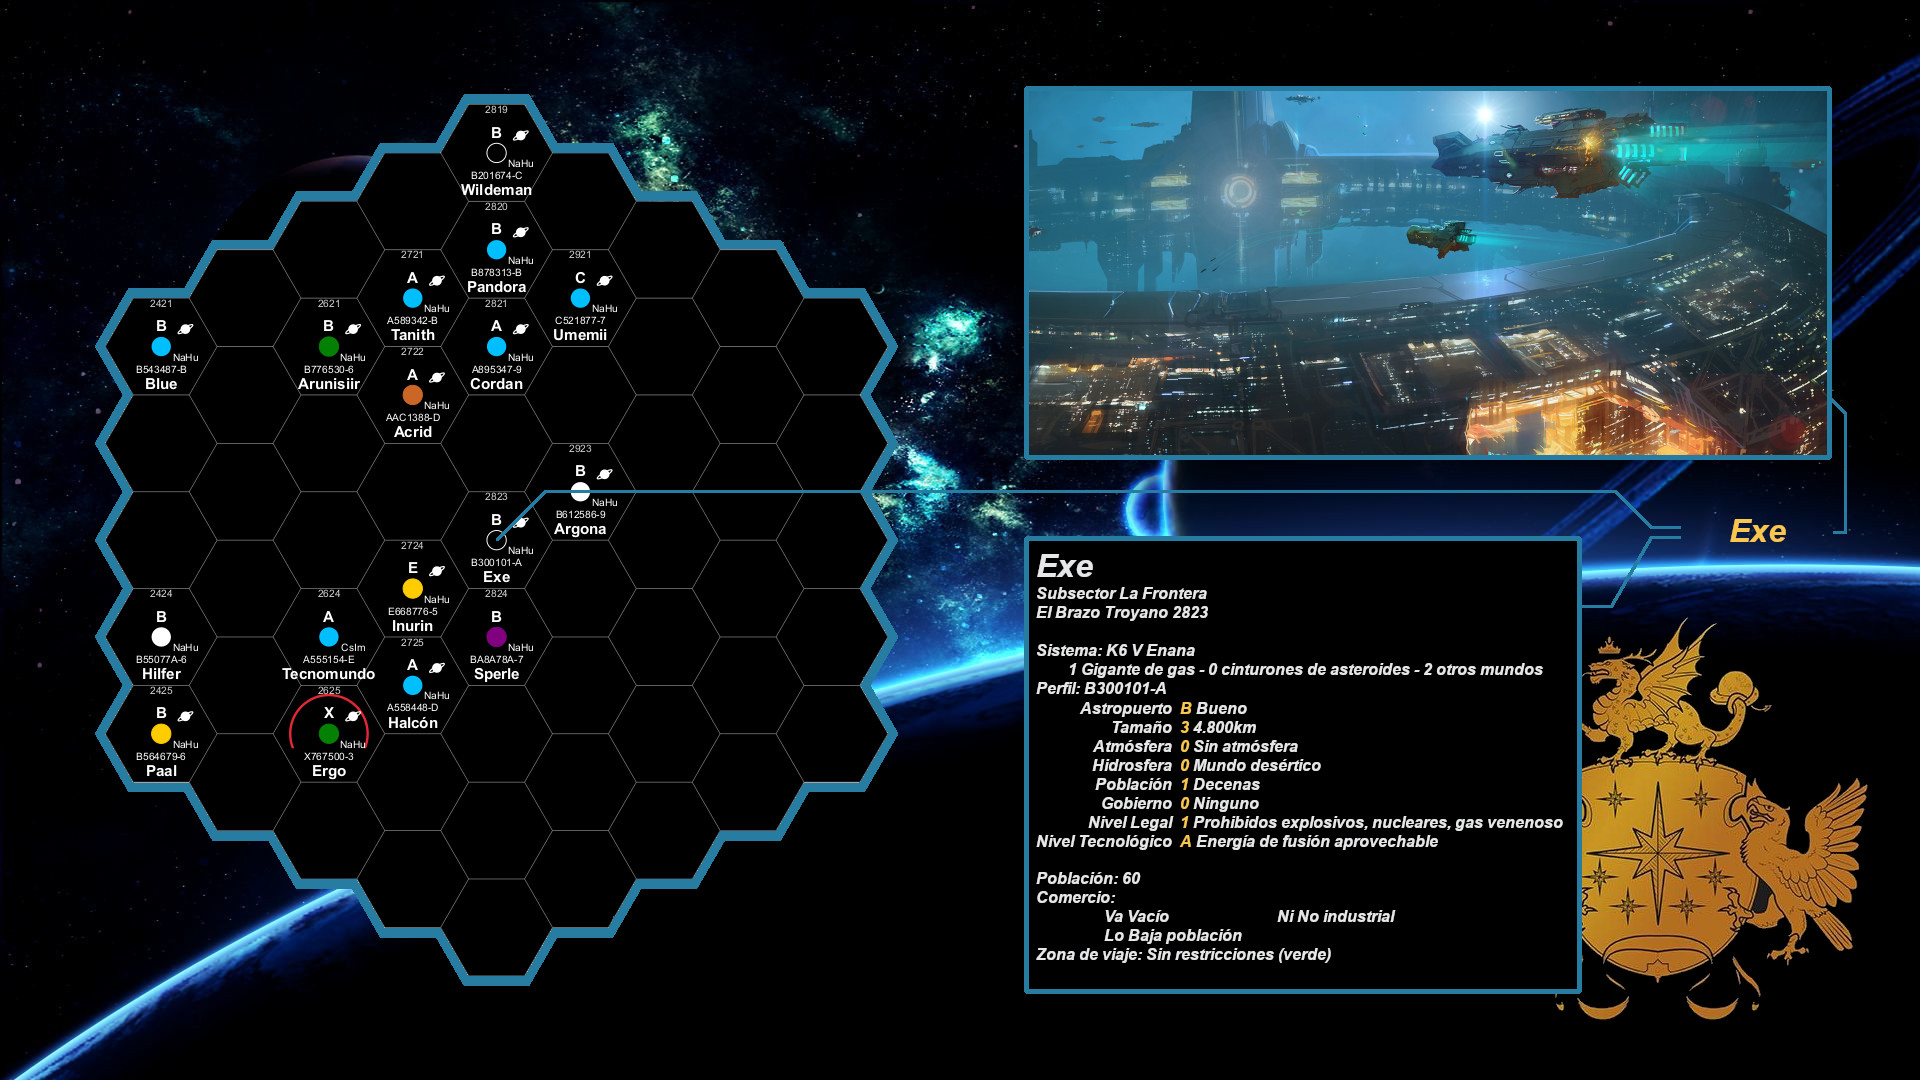 2819
B
NaHu
B201674-C
Wildeman
2820
B
NaHu
B878313-B
Pandora
2721
A
NaHu
A589342-B
Tanith
2921
C
NaHu
C521877-7
Umemii
2421
B
NaHu
B543487-B
Blue
2621
B
NaHu
B776530-6
Arunisiir
2821
A
NaHu
A895347-9
Cordan
2722
A
NaHu
AAC1388-D
Acrid
2923
B
NaHu
B612586-9
Argona
2823
B
NaHu
B300101-A
Exe
2724
E
NaHu
E668776-5
Inurin
2424
B
NaHu
B55077A-6
Hilfer
2624
A
CsIm
A555154-E
Tecnomundo
2824
B
NaHu
BA8A78A-7
Sperle
2725
A
NaHu
A558448-D
Halcón
2425
B
NaHu
B564679-6
Paal
2625
X
NaHu
X767500-3
Ergo
Exe
Exe
Subsector La Frontera
El Brazo Troyano 2823
Sistema: K6 V Enana
1 Gigante de gas - 0 cinturones de asteroides - 2 otros mundos
Perfil: B300101-A
Astropuerto B Bueno
Tamaño 3 4.800km
Atmósfera 0 Sin atmósfera
Hidrosfera 0 Mundo desértico
Población 1 Decenas
Gobierno 0 Ninguno
Nivel Legal 1 Prohibidos explosivos, nucleares, gas venenoso
Nivel Tecnológico A Energía de fusión aprovechable
Población: 60
Comercio:
Va Vacío Ni No industrial
Lo Baja población
Zona de viaje: Sin restricciones (verde)